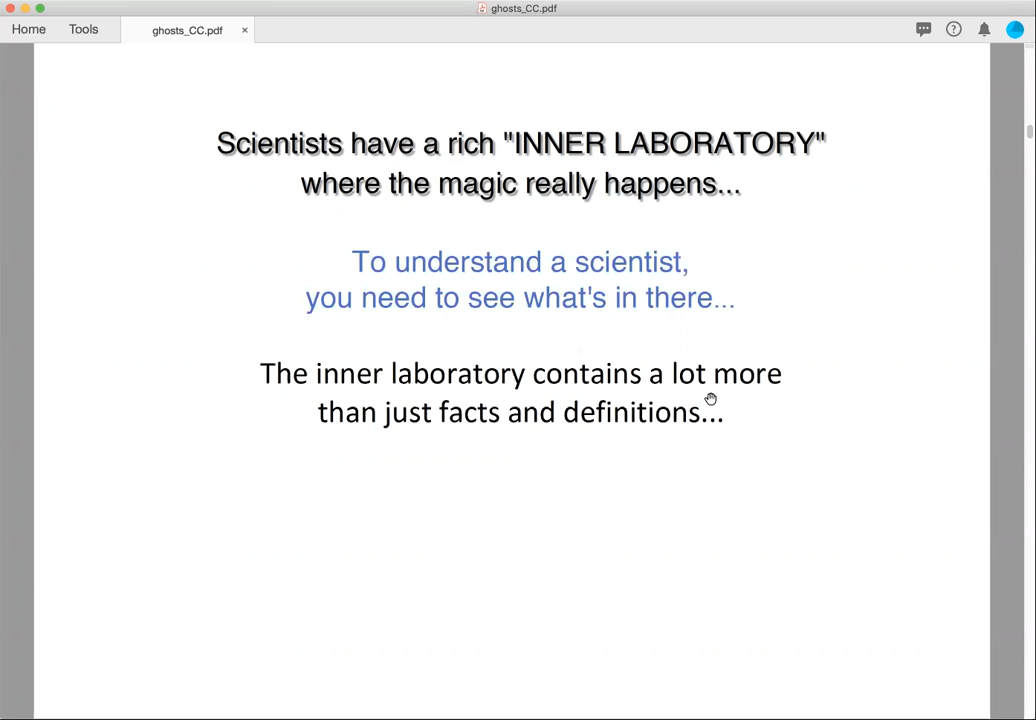 ghosts_CC.pdf
Home Tools ghosts_CC.pdf ×
Scientists have a rich "INNER LABORATORY"
where the magic really happens...
To understand a scientist,
you need to see what's in there...
The inner laboratory contains a lot more
than just facts and definitions...